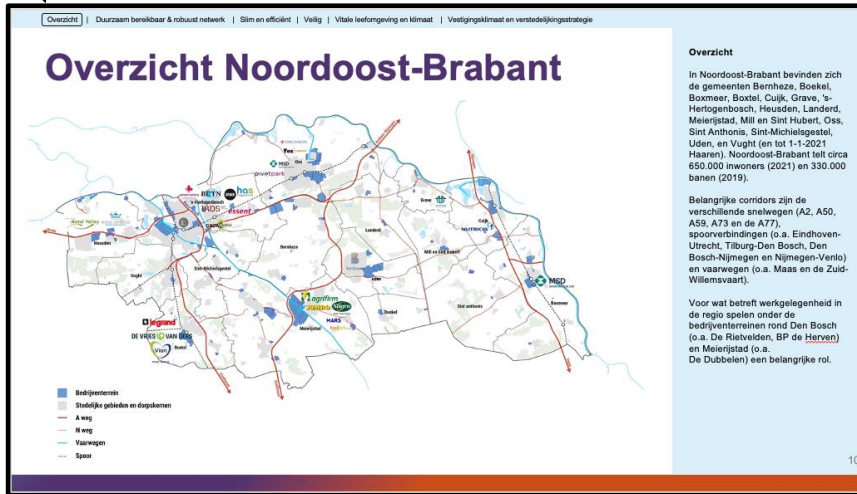 Overzicht | Duurzaam bereikbaar & robuust netwerk | Slim en efficiënt | Veilig | Vitale leefomgeving en klimaat | Vestigingsklimaat en verstedelijkingsstrategie
Overzicht Noordoost-Brabant
Overzicht
In Noordoost-Brabant bevinden zich
de gemeenten Bernheze, Boekel,
Boxmeer, Boxtel, Cuijk, Grave, 's-
Hertogenbosch, Heusden, Landerd,
Meierijstad, Mill en Sint Hubert, Oss,
Sint Anthonis, Sint-Michielsgestel,
Uden, en Vught (en tot 1-1-2021
Haaren). Noordoost-Brabant telt circa
650.000 inwoners (2021) en 330.000
banen (2019).
Belangrijke corridors zijn de
verschillende snelwegen (A2, A50,
A59, A73 en de A77),
spoorverbindingen (o.a. Eindhoven-
Utrecht, Tilburg-Den Bosch, Den
Bosch-Nijmegen en Nijmegen-Venlo)
en vaarwegen (o.a. Maas en de Zuid-
Willemsvaart).
Voor wat betreft werkgelegenheid in
de regio spelen onder de
bedrijventerreinen rond Den Bosch
(o.a. De Rietvelden, BP de Herven)
en Meierijstad (o.a.
De Dubbelen) een belangrijke rol.
MSD
Oss
pivotpark
BETN
has
's-Hertogenbosch
JADS
essent
Heusden
Vught
Sint-Michielsgestel
Bernheze
Landerd
Grave
Cuijk
NUTRICIA
Mill en Sint Hubert
Uden
MSD
Boxmeer
Sint anthonis
Boekel
agrifirm
JUMBO
Sligro
MARS
Meierijstad
legrand
DE VRIES VAN BERG
Vion
Boxtel
Bedrijventerrein
Stedelijke gebieden en dorpskernen
A weg
N weg
Vaarwegen
Spoor
10